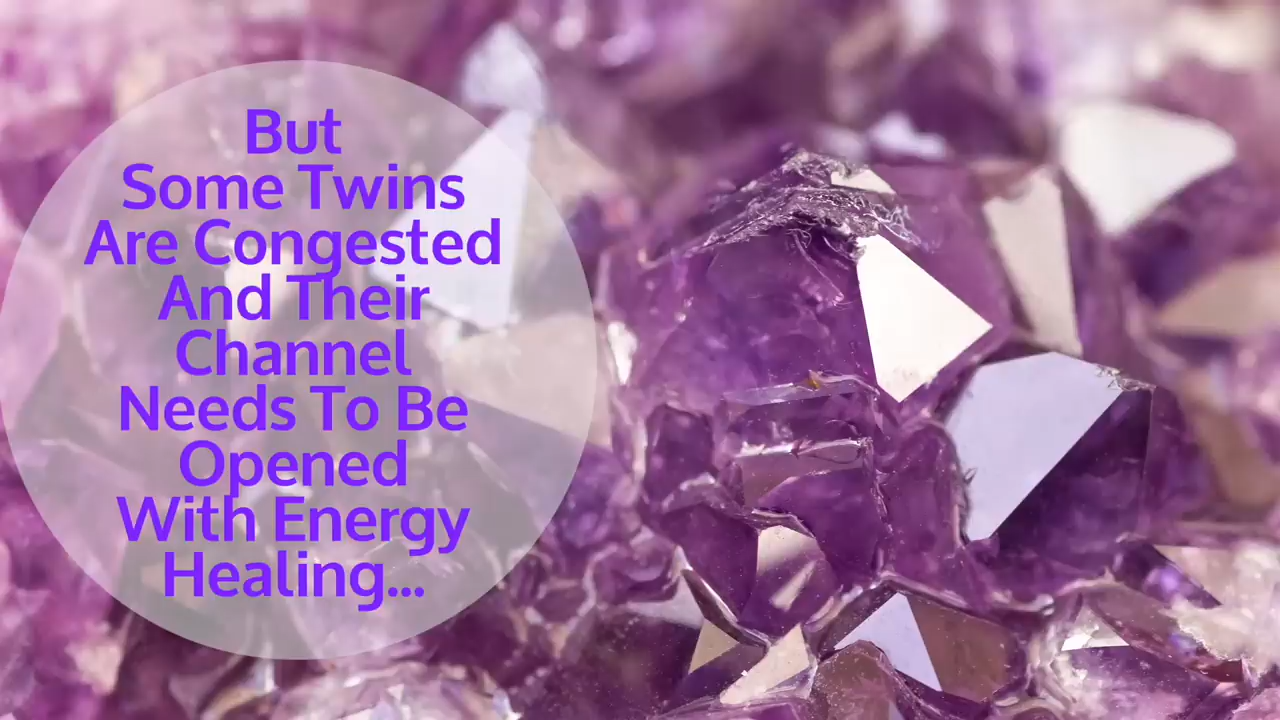 But
Some Twins
Are Congested
And Their
Channel
Needs To Be
Opened
With Energy
Healing...